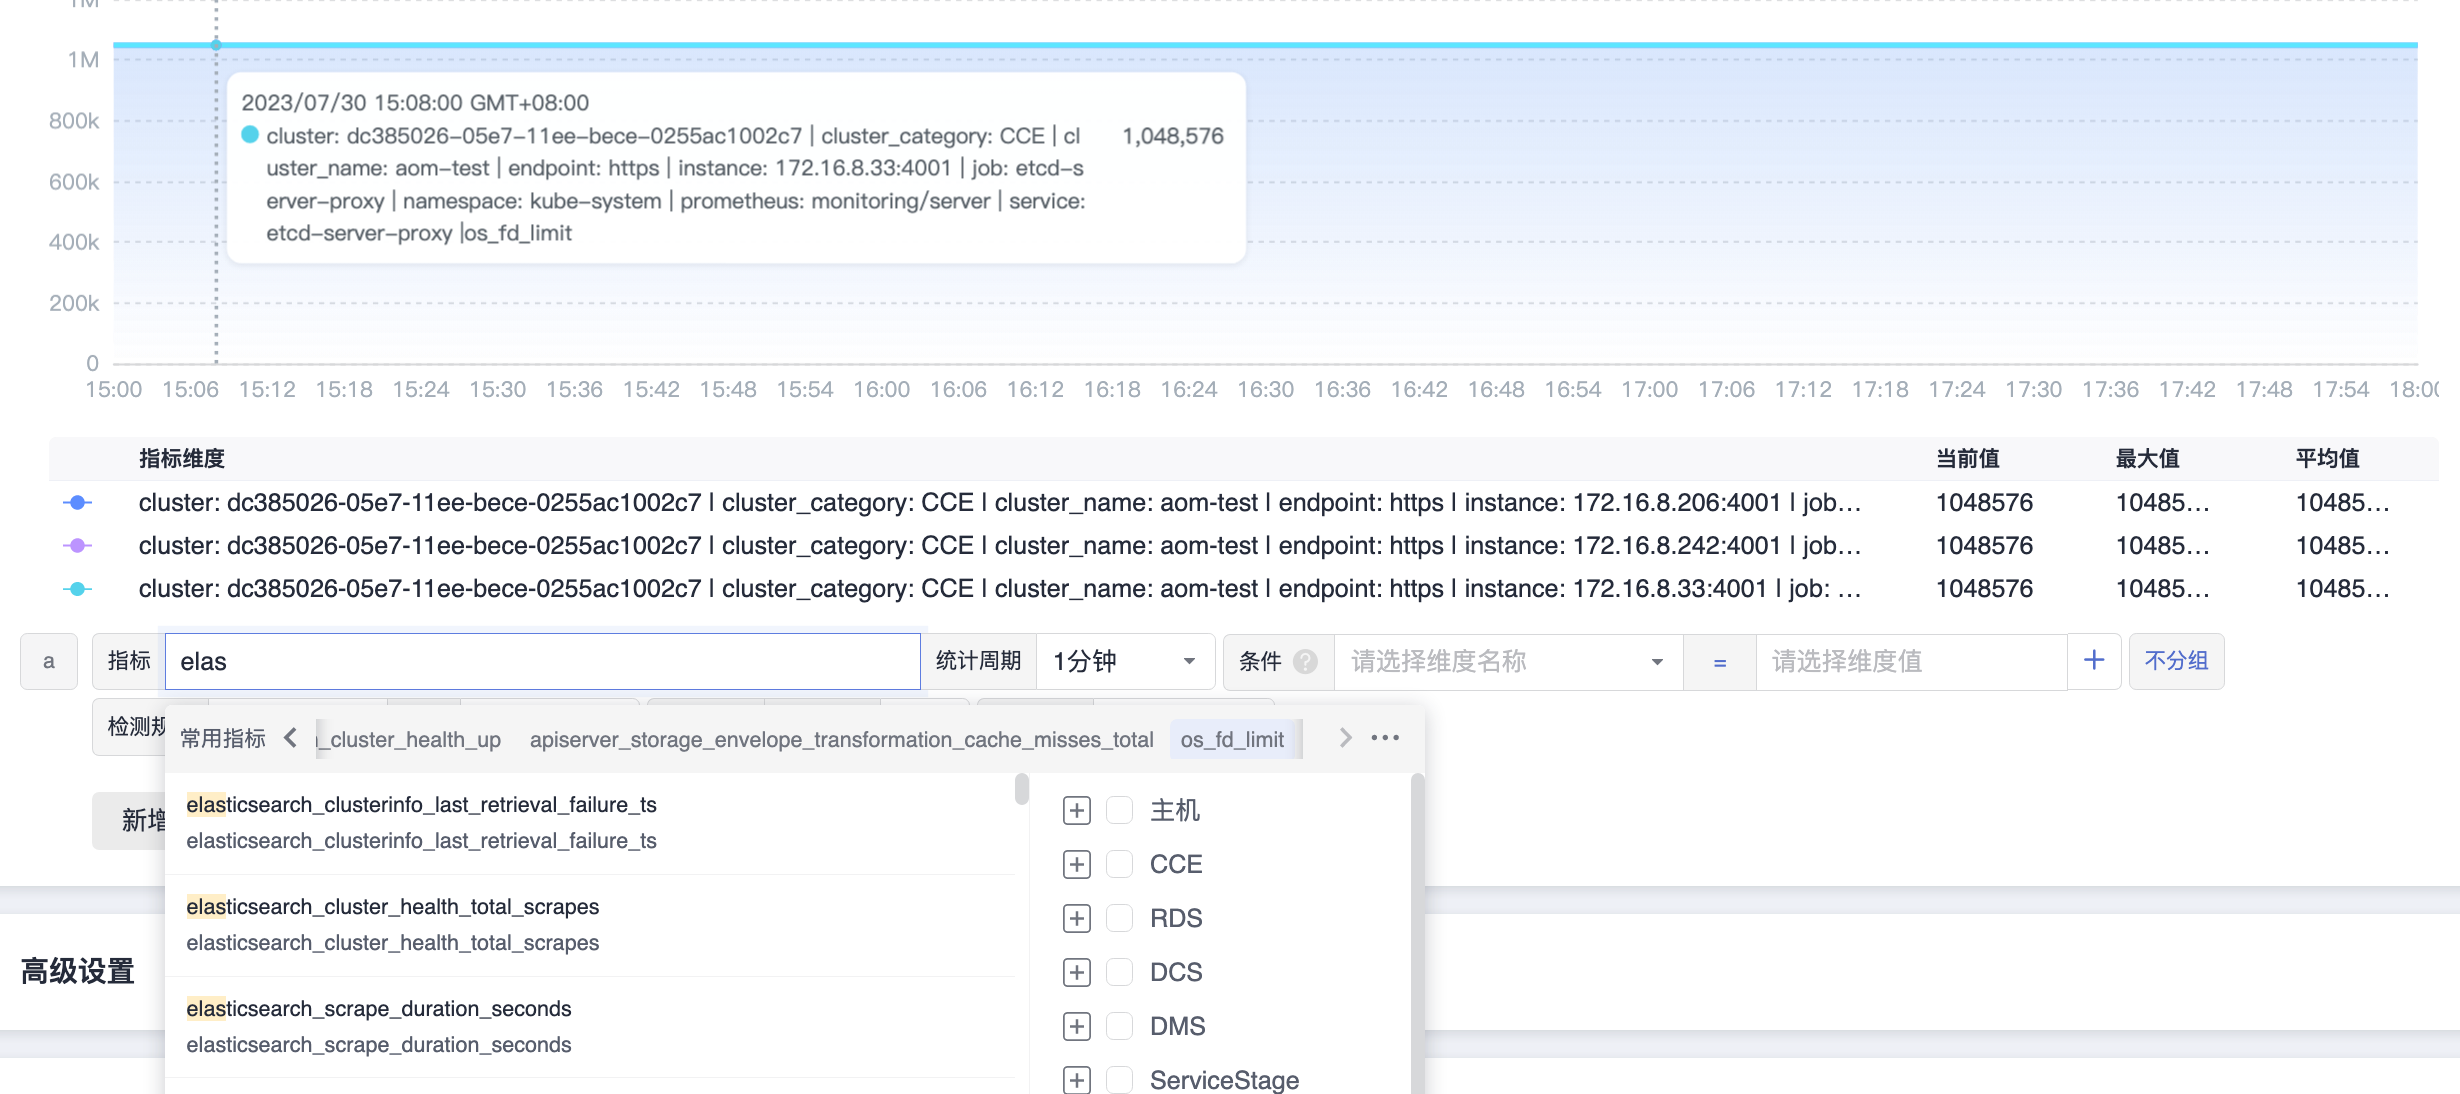 1M
1M
800k
600k
400k
200k
0
2023/07/30 15:08:00 GMT+08:00
cluster: dc385026-05e7-11ee-bece-0255ac1002c7 | cluster_category: CCE | cl 1,048,576
uster_name: aom-test | endpoint: https | instance: 172.16.8.33:4001 | job: etcd-s
erver-proxy | namespace: kube-system | prometheus: monitoring/server | service:
etcd-server-proxy |os_fd_limit
15:00 15:06 15:12 15:18 15:24 15:30 15:36 15:42 15:48 15:54 16:00 16:06 16:12 16:18 16:24 16:30 16:36 16:42 16:48 16:54 17:00 17:06 17:12 17:18 17:24 17:30 17:36 17:42 17:48 17:54 18:00
指标维度 当前值 最大值 平均值
cluster: dc385026-05e7-11ee-bece-0255ac1002c7 | cluster_category: CCE | cluster_name: aom-test | endpoint: https | instance: 172.16.8.206:4001 | job... 1048576 10485... 10485...
cluster: dc385026-05e7-11ee-bece-0255ac1002c7 | cluster_category: CCE | cluster_name: aom-test | endpoint: https | instance: 172.16.8.242:4001 | job... 1048576 10485... 10485...
cluster: dc385026-05e7-11ee-bece-0255ac1002c7 | cluster_category: CCE | cluster_name: aom-test | endpoint: https | instance: 172.16.8.33:4001 | job: ... 1048576 10485... 10485...
a 指标 elas 统计周期 1分钟 条件 ? 请选择维度名称 = 请选择维度值 + 不分组
检测规
常用指标 _cluster_health_up apiserver_storage_envelope_transformation_cache_misses_total os_fd_limit
新增
elasticsearch_clusterinfo_last_retrieval_failure_ts
elasticsearch_clusterinfo_last_retrieval_failure_ts
elasticsearch_cluster_health_total_scrapes
elasticsearch_cluster_health_total_scrapes
elasticsearch_scrape_duration_seconds
elasticsearch_scrape_duration_seconds
主机
CCE
RDS
DCS
DMS
ServiceStage
高级设置